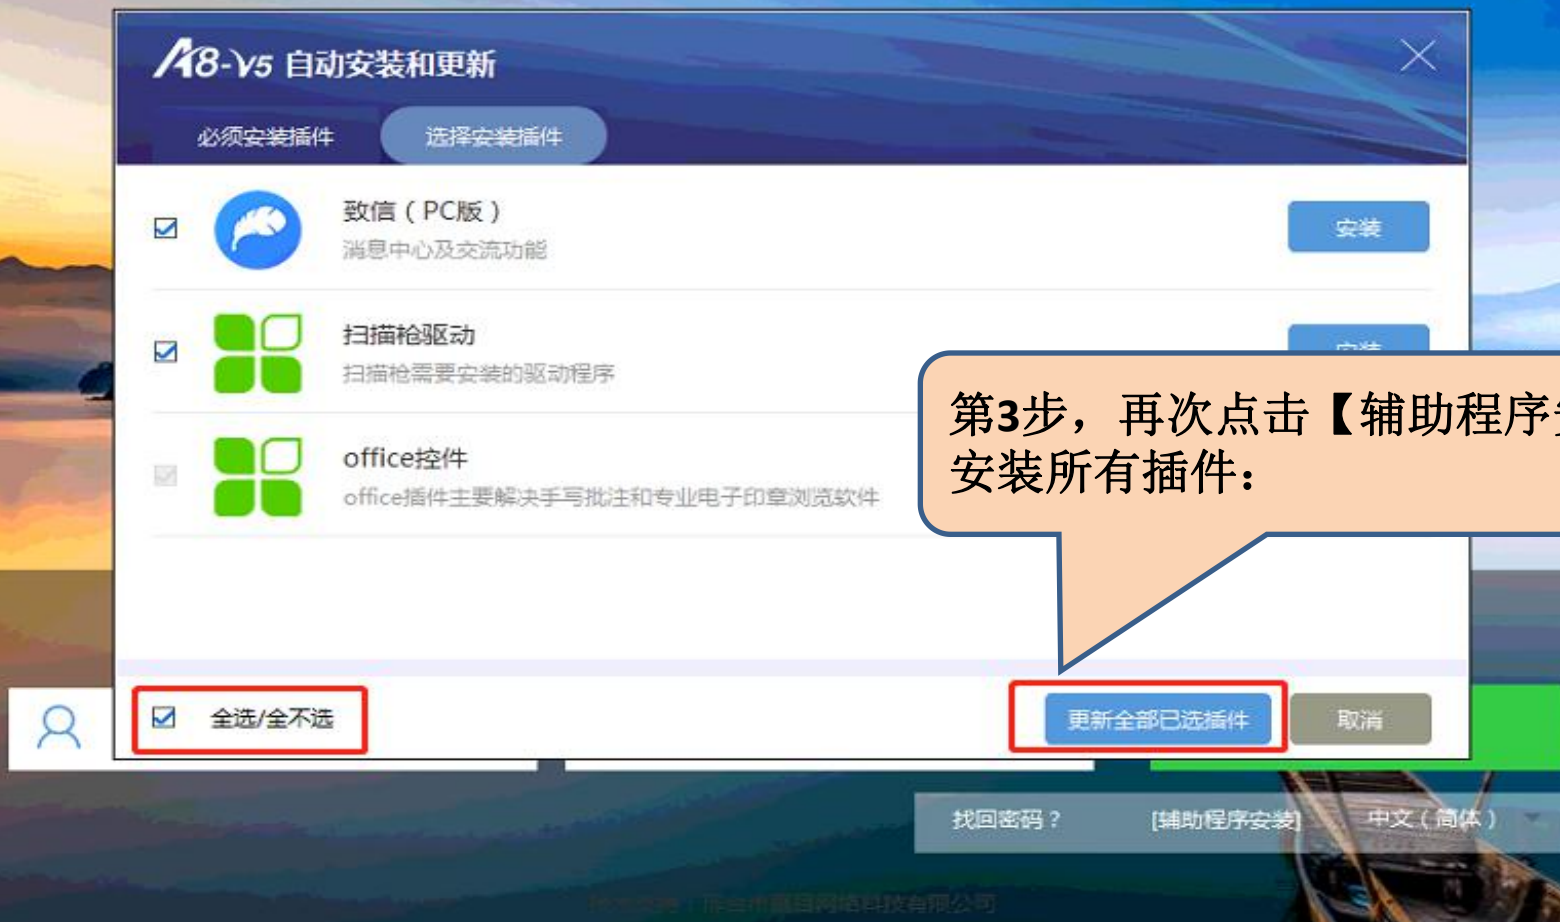 A8-V5 自动安装和更新
必须安装插件 选择安装插件
致信（PC版）
消息中心及交流功能
安装
扫描枪驱动
扫描枪需要安装的驱动程序
office控件
office插件主要解决手写批注和专业电子印章浏览软件
第3步，再次点击【辅助程序
安装所有插件：
全选/全不选
更新全部已选插件
取消
找回密码？ [辅助程序安装] 中文（简体）